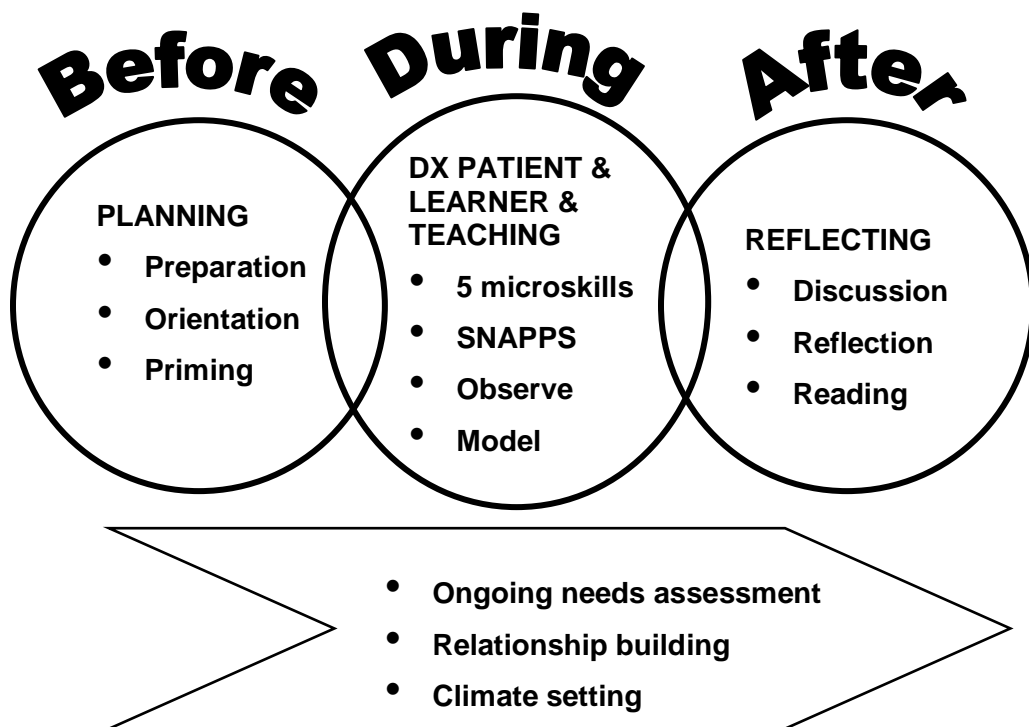 Before
During
After
PLANNING
• Preparation
• Orientation
• Priming
DX PATIENT &
LEARNER &
TEACHING
• 5 microskills
• SNAPPS
• Observe
• Model
REFLECTING
• Discussion
• Reflection
• Reading
• Ongoing needs assessment
• Relationship building
• Climate setting